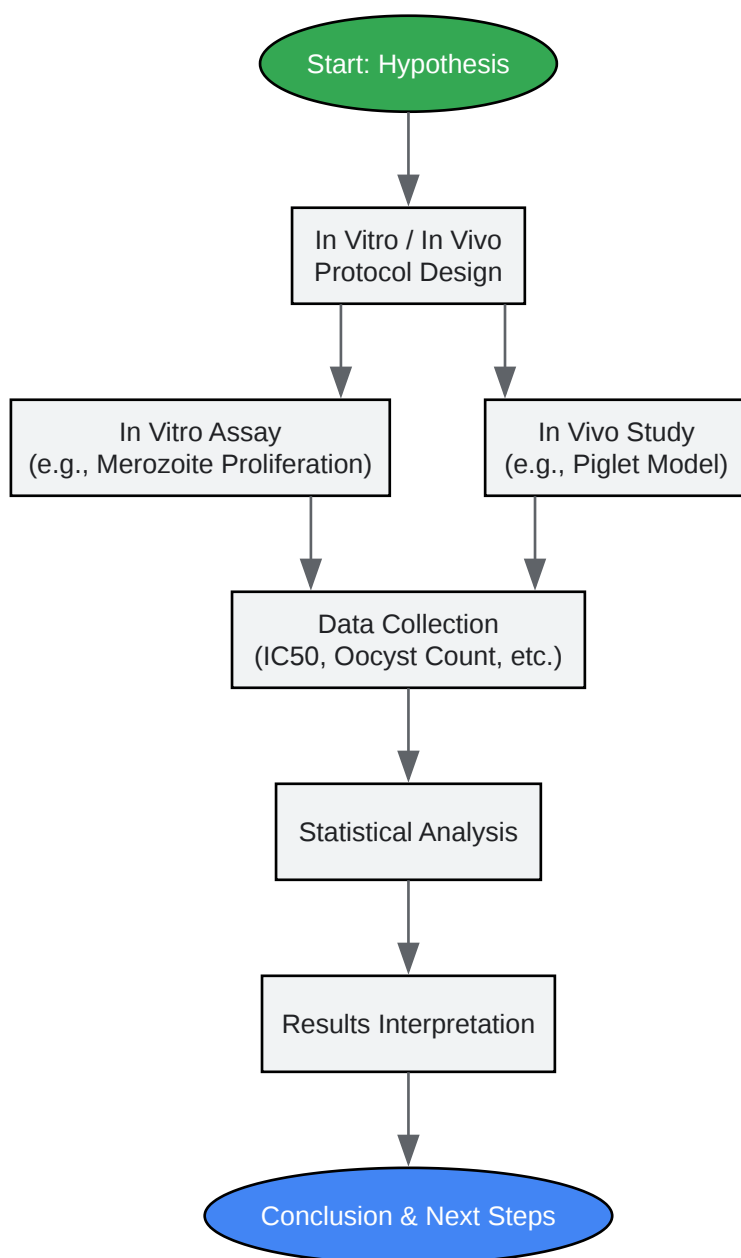 Start: Hypothesis
In Vitro / In Vivo
Protocol Design
In Vitro Assay
(e.g., Merozoite Proliferation)
In Vivo Study
(e.g., Piglet Model)
Data Collection
(IC50, Oocyst Count, etc.)
Statistical Analysis
Results Interpretation
Conclusion & Next Steps